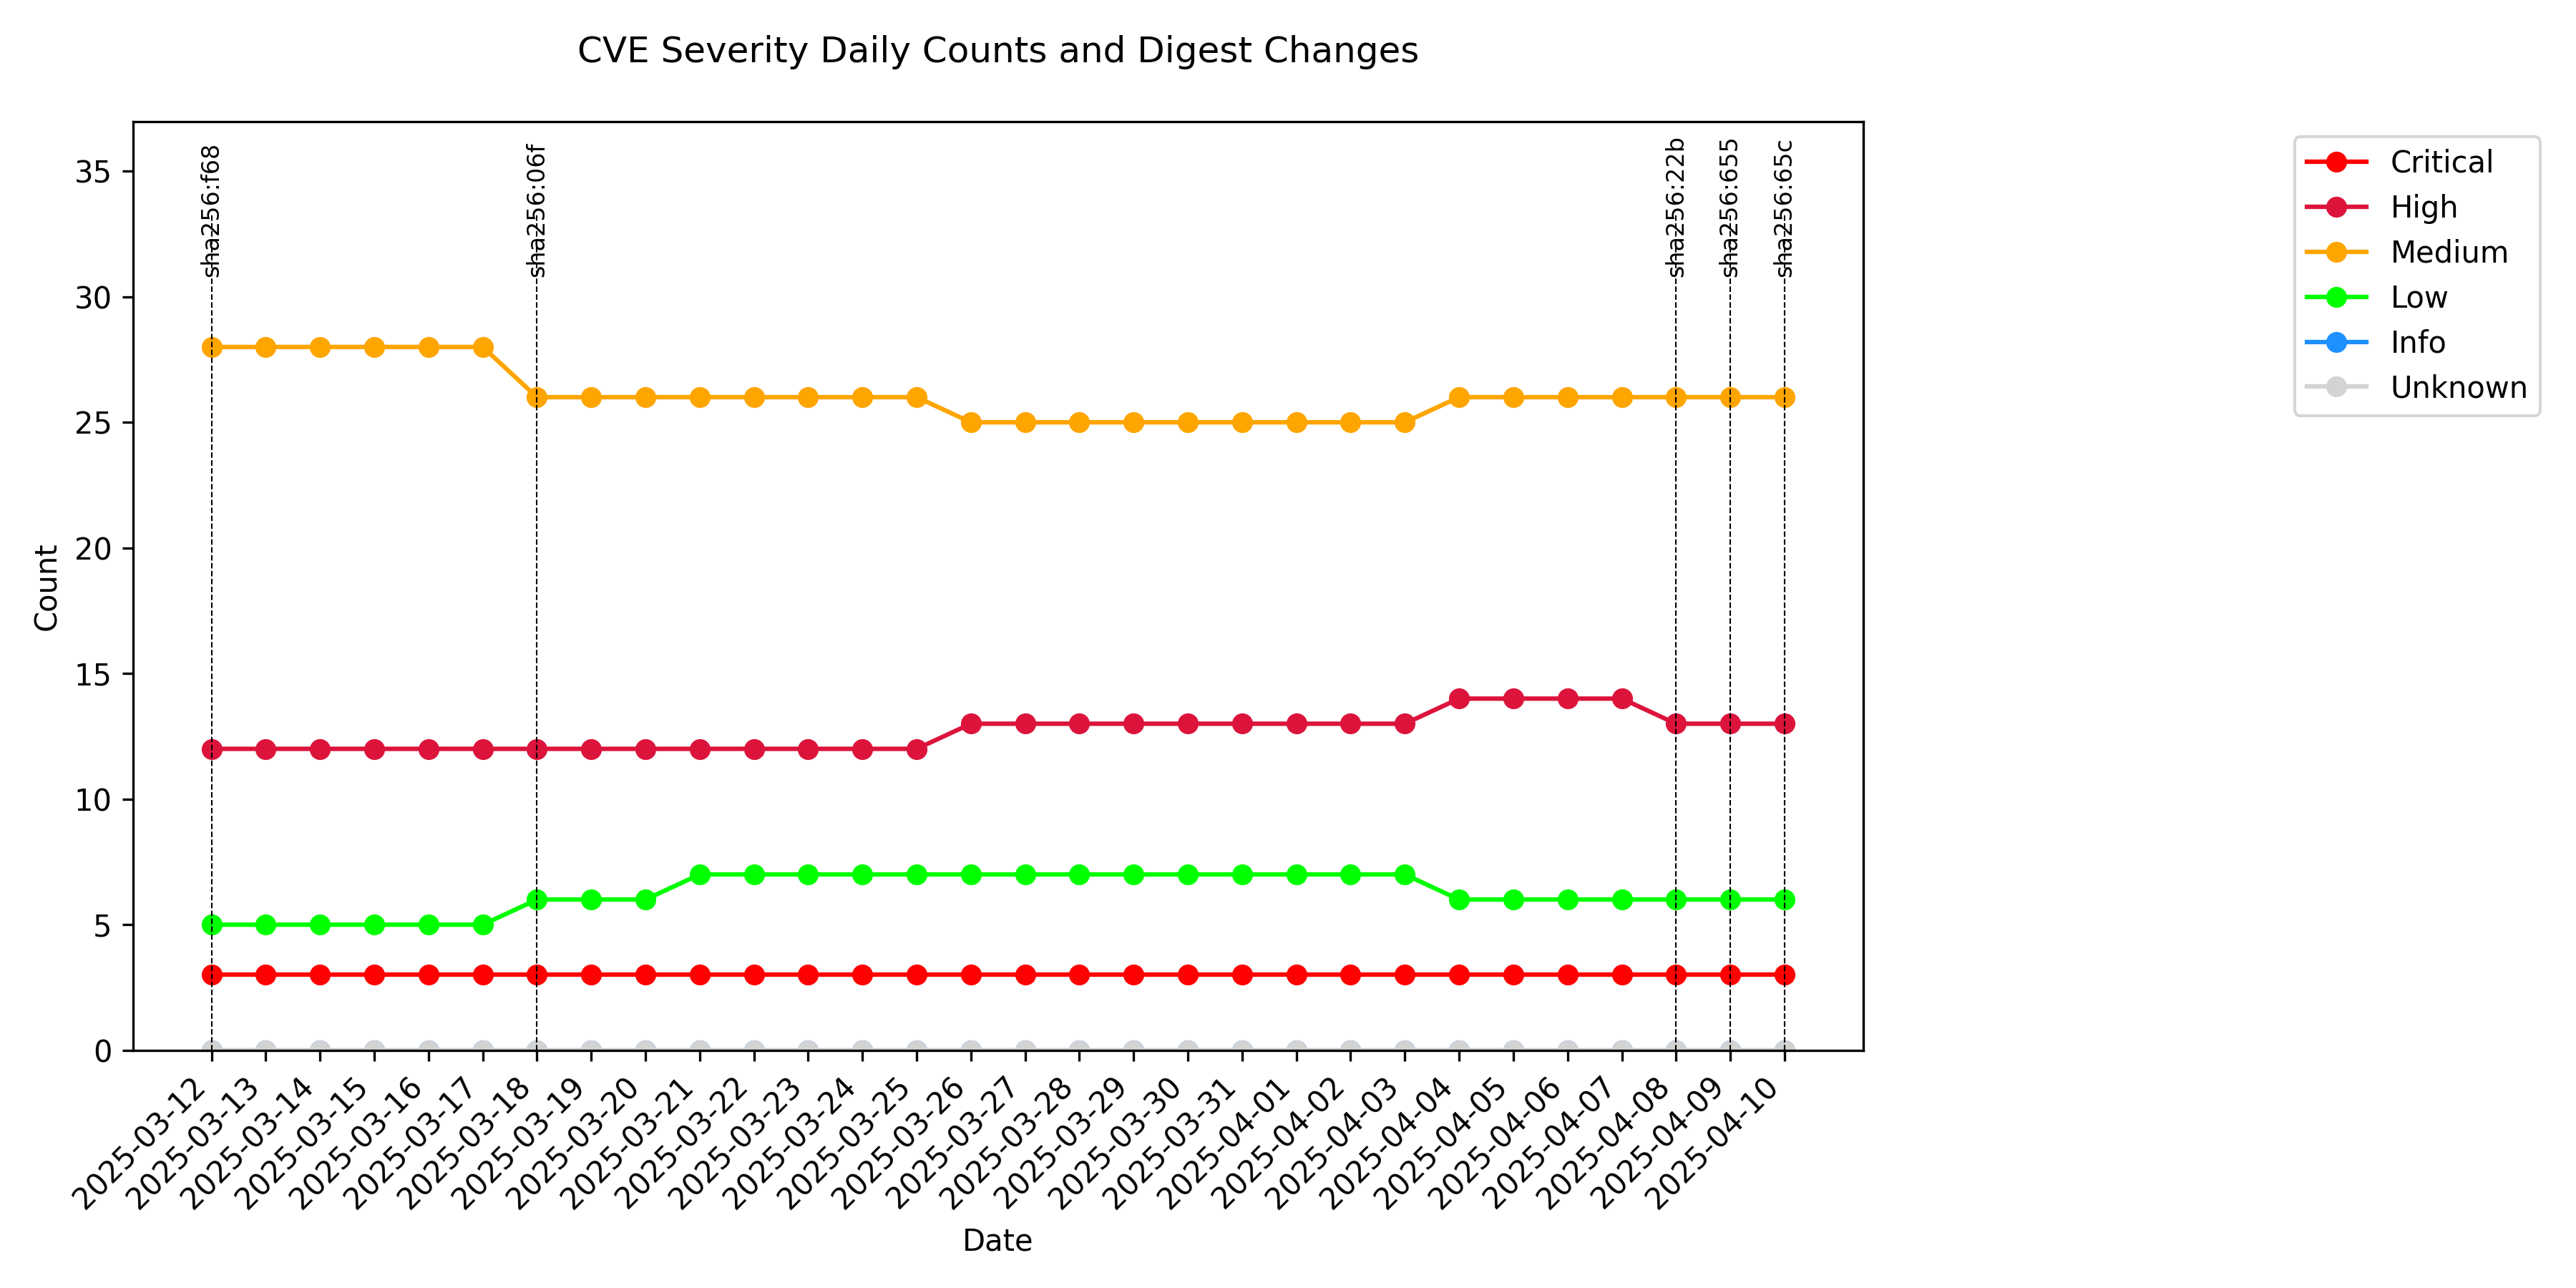 CVE Severity Daily Counts and Digest Changes
sha256:f68
sha256:06f
sha256:22b
sha256:655
sha256:65c
Critical
High
Medium
Low
Info
Unknown
Count
35
30
25
20
15
10
5
0
2025-03-12
2025-03-13
2025-03-14
2025-03-15
2025-03-16
2025-03-17
2025-03-18
2025-03-19
2025-03-20
2025-03-21
2025-03-22
2025-03-23
2025-03-24
2025-03-25
2025-03-26
2025-03-27
2025-03-28
2025-03-29
2025-03-30
2025-03-31
2025-04-01
2025-04-02
2025-04-03
2025-04-04
2025-04-05
2025-04-06
2025-04-07
2025-04-08
2025-04-09
2025-04-10
Date